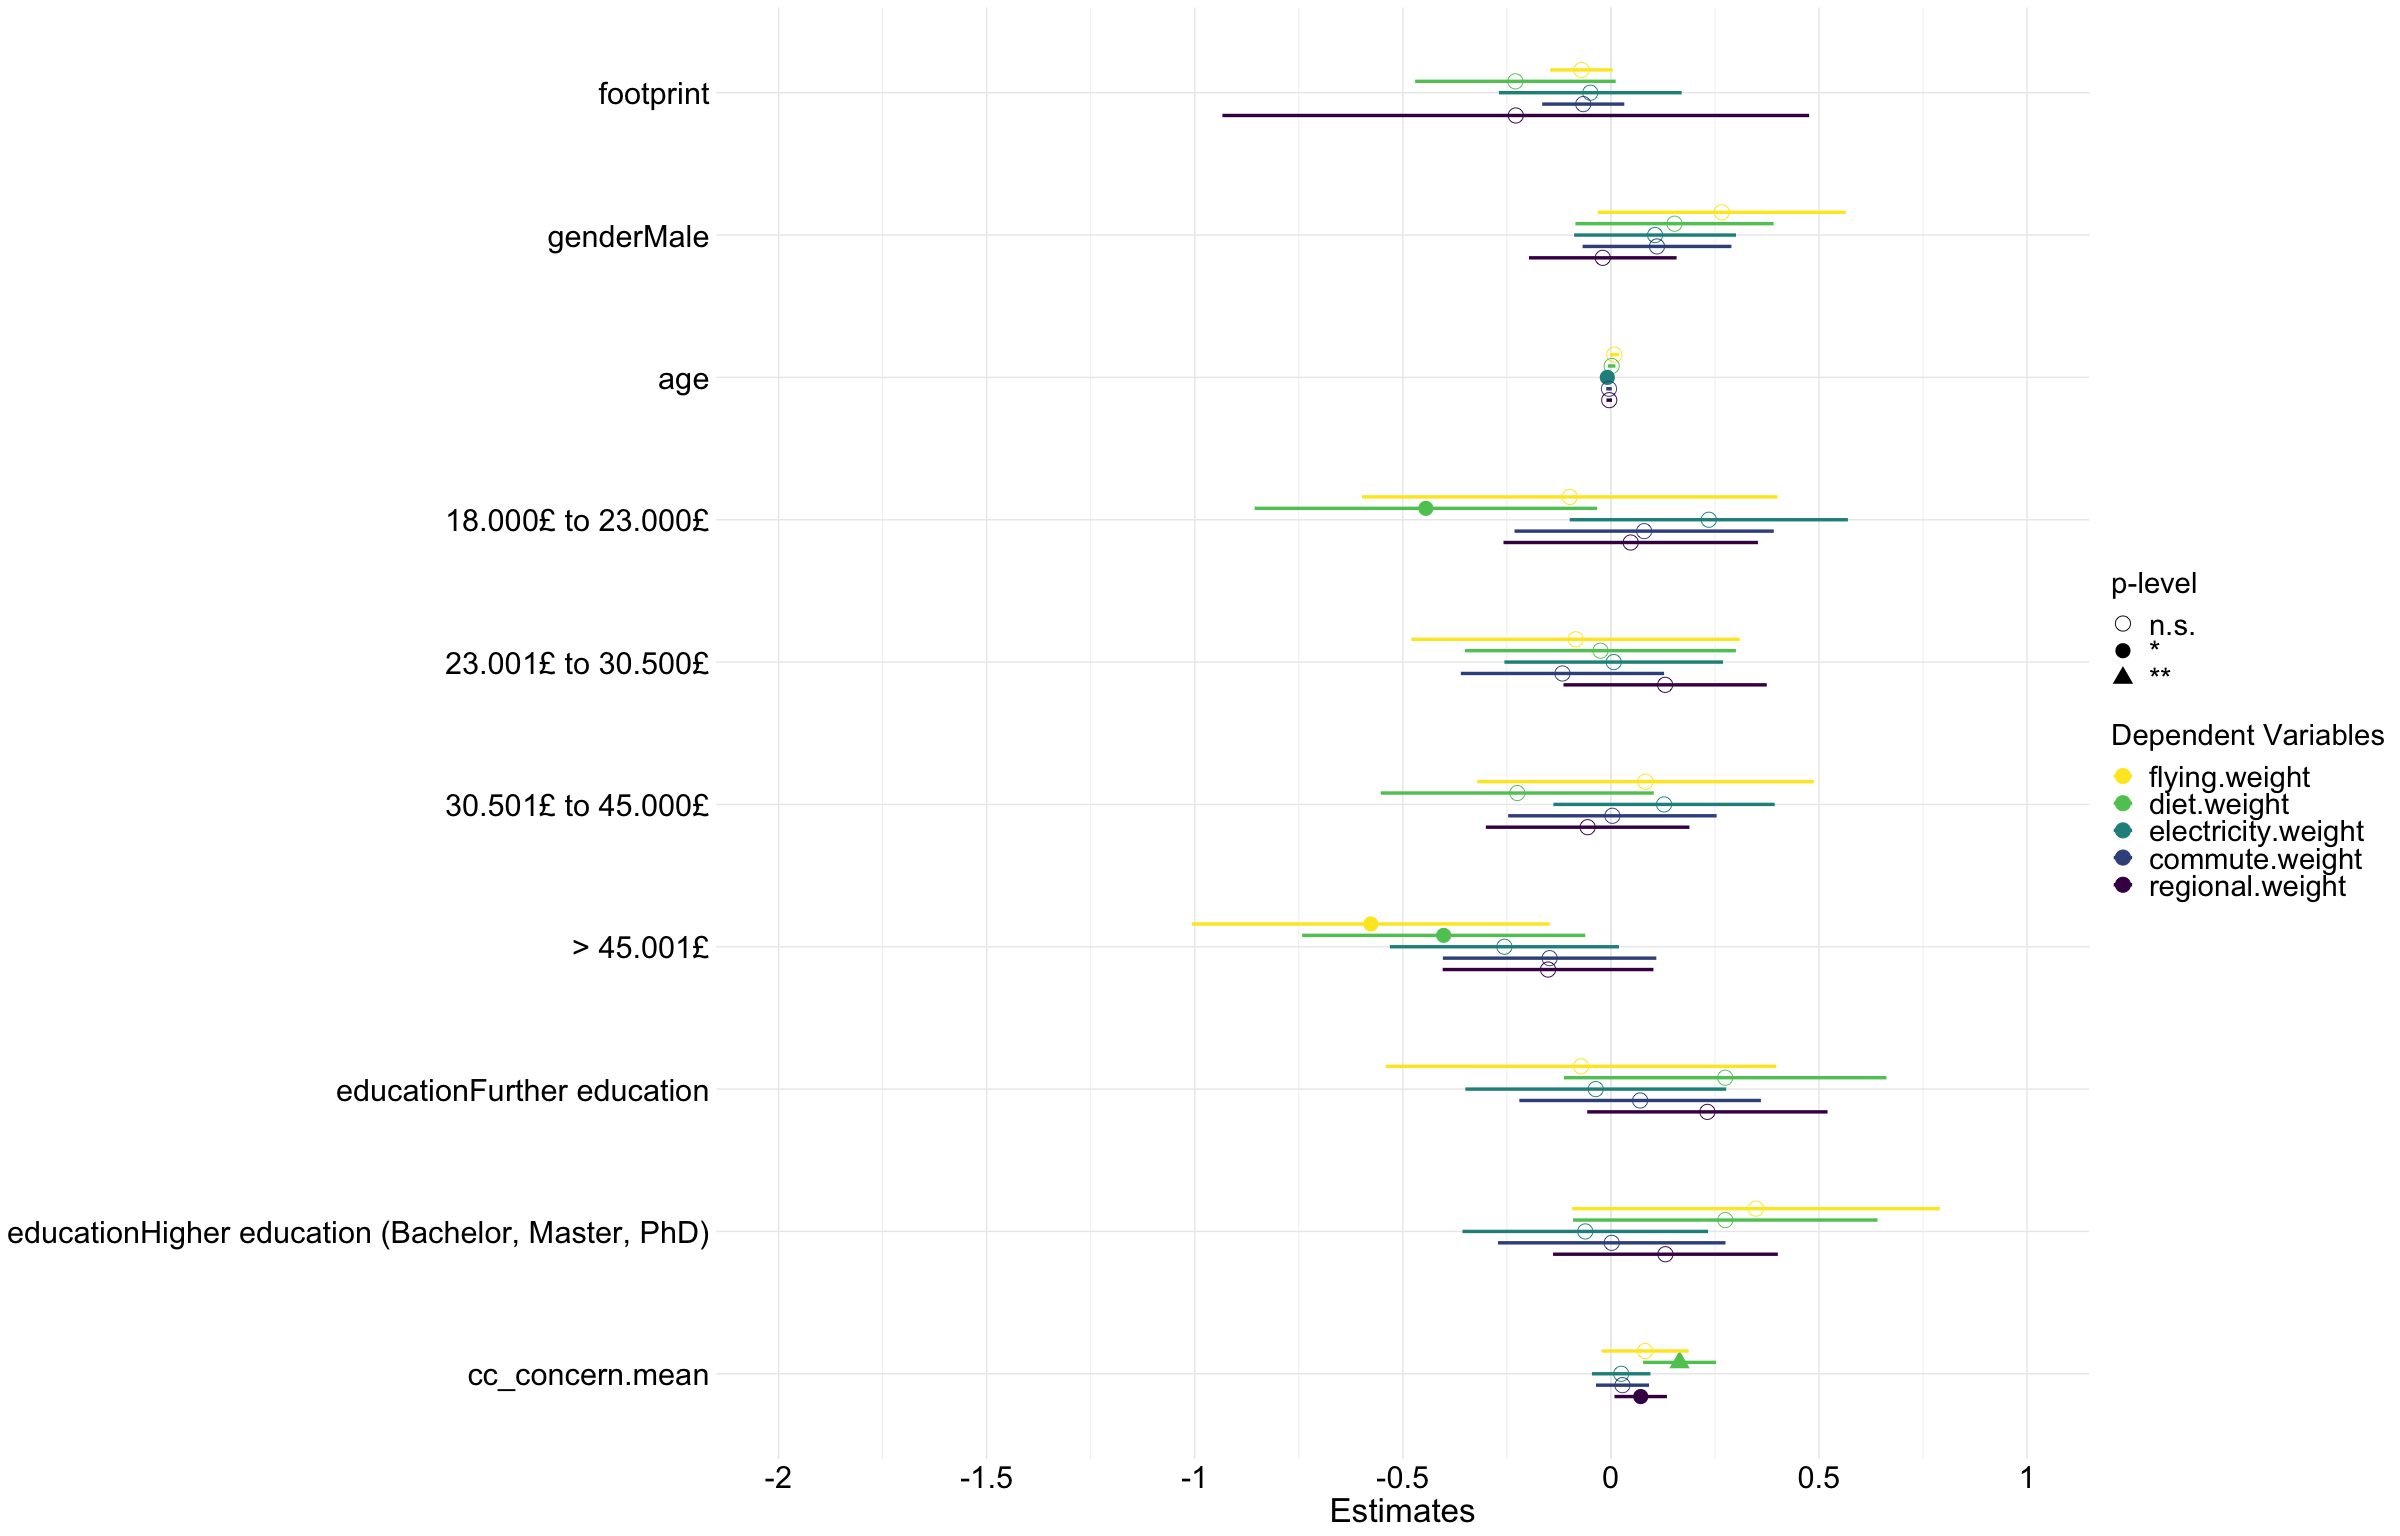 footprint
genderMale
age
18.000£ to 23.000£
23.001£ to 30.500£
30.501£ to 45.000£
> 45.001£
educationFurther education
educationHigher education (Bachelor, Master, PhD)
cc_concern.mean
-2 -1.5 -1 -0.5 0 0.5 1
Estimates
p-level
n.s.
*
**
Dependent Variables
flying.weight
diet.weight
electricity.weight
commute.weight
regional.weight